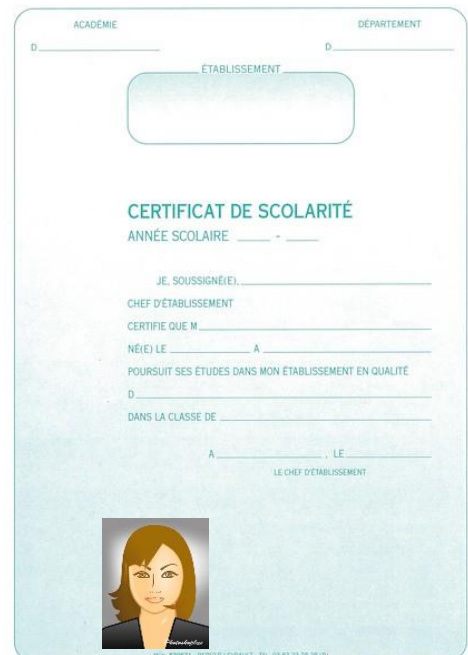 ACADÉMIE DÉPARTEMENT
D D
ÉTABLISSEMENT
CERTIFICAT DE SCOLARITÉ
ANNÉE SCOLAIRE -
JE, SOUSSIGNÉ(E),
CHEF D'ÉTABLISSEMENT
CERTIFIE QUE M
NÉ(E) LE A
POURSUIT SES ÉTUDES DANS MON ÉTABLISSEMENT EN QUALITÉ
D
DANS LA CLASSE DE
A , LE
LE CHEF D'ÉTABLISSEMENT